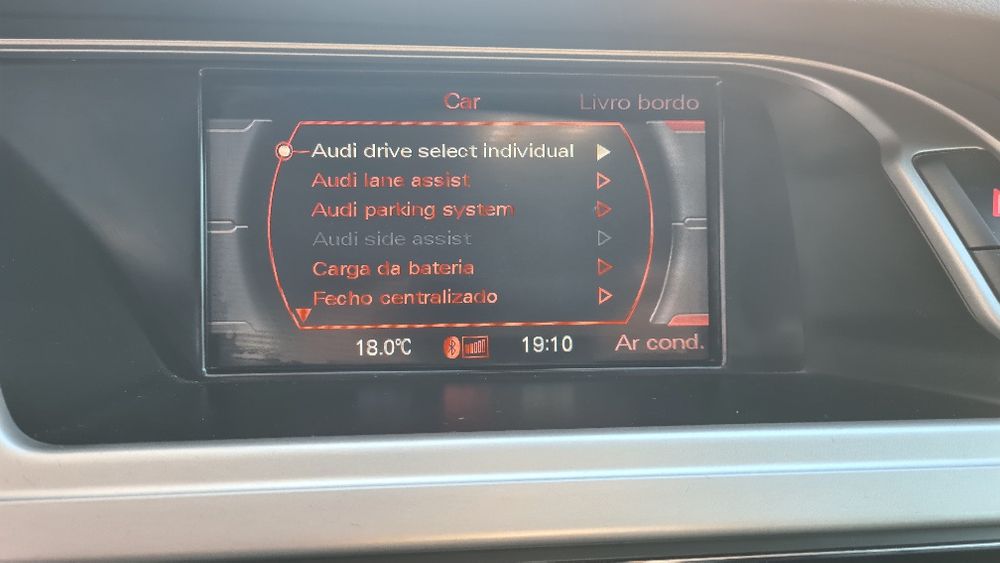 Car Livro bordo
Audi drive select individual
Audi lane assist
Audi parking system
Audi side assist
Carga da bateria
Fecho centralizado
18.0°C 19:10 Ar cond.